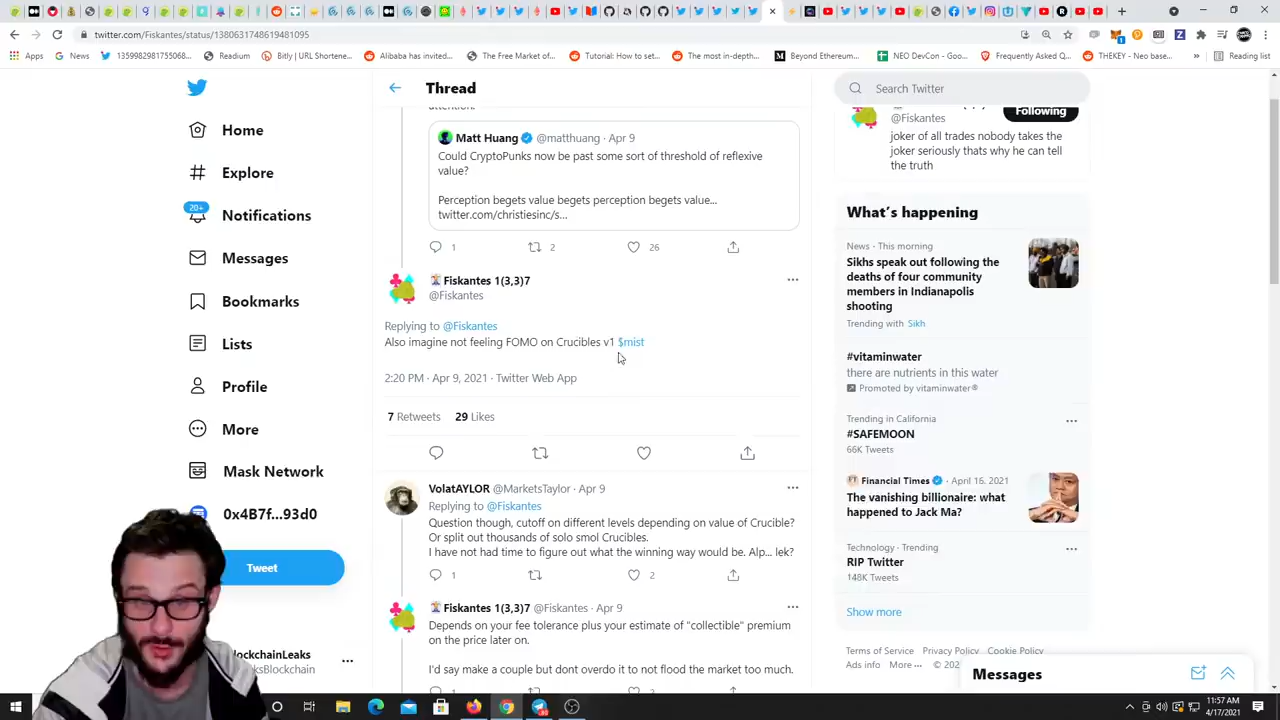 twitter.com/Fiskantes/status/1380631748619481095
Apps
News
1359982981755068...
Readium
Bitly | URL Shortene...
Alibaba Kas invited...
The Free Market of...
Tutorial: How to set...
The most in-depth...
Beyond Ethereum...
NEO DevCon - Goo...
Frequently Asked Q...
THEKEY - Neo base...
»
Reading list
Home
Explore
20+
Notifications
Messages
Bookmarks
Lists
Profile
More
Mask Network
0x4B7f...93d0
Tweet
Thread
attention.
Matt Huang @matthuang · Apr 9
Could CryptoPunks now be past some sort of threshold of reflexive
value?
Perception begets value begets perception begets value...
twitter.com/christiesinc/s...
1 2 26
Fiskantes 1(3,3)7
@Fiskantes
Replying to @Fiskantes
Also imagine not feeling FOMO on Crucibles v1 $mist
2:20 PM · Apr 9, 2021 · Twitter Web App
7 Retweets 29 Likes
VolatAYLOR @MarketsTaylor · Apr 9
Replying to @Fiskantes
Question though, cutoff on different levels depending on value of Crucible?
Or split out thousands of solo smol Crucibles.
I have not had time to figure out what the winning way would be. Alp... lek?
1 2
Fiskantes 1(3,3)7 @Fiskantes · Apr 9
Depends on your fee tolerance plus your estimate of "collectible" premium
on the price later on.
I'd say make a couple but dont overdo it to not flood the market too much.
Search Twitter
@Fiskantes
Following
joker of all trades nobody takes the
joker seriously thats why he can tell
the truth
What's happening
News · This morning
Sikhs speak out following the
deaths of four community
members in Indianapolis
shooting
Trending with Sikh
#vitaminwater
there are nutrients in this water
Promoted by vitaminwater®
Trending in California
#SAFEMOON
66K Tweets
Financial Times · April 16, 2021
The vanishing billionaire: what
happened to Jack Ma?
Technology · Trending
RIP Twitter
148K Tweets
Show more
Terms of Service Privacy Policy Cookie Policy
Ads info More ··· © 202
Messages
11:57 AM
4/17/2021